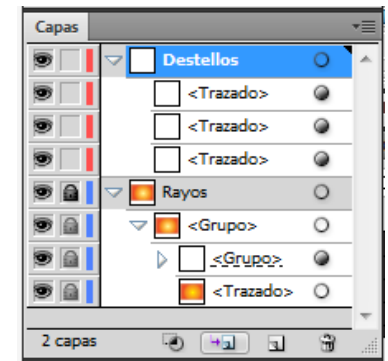 Capas
Destellos
<Trazado>
<Trazado>
<Trazado>
Rayos
<Grupo>
<Grupo>
<Trazado>
2 capas